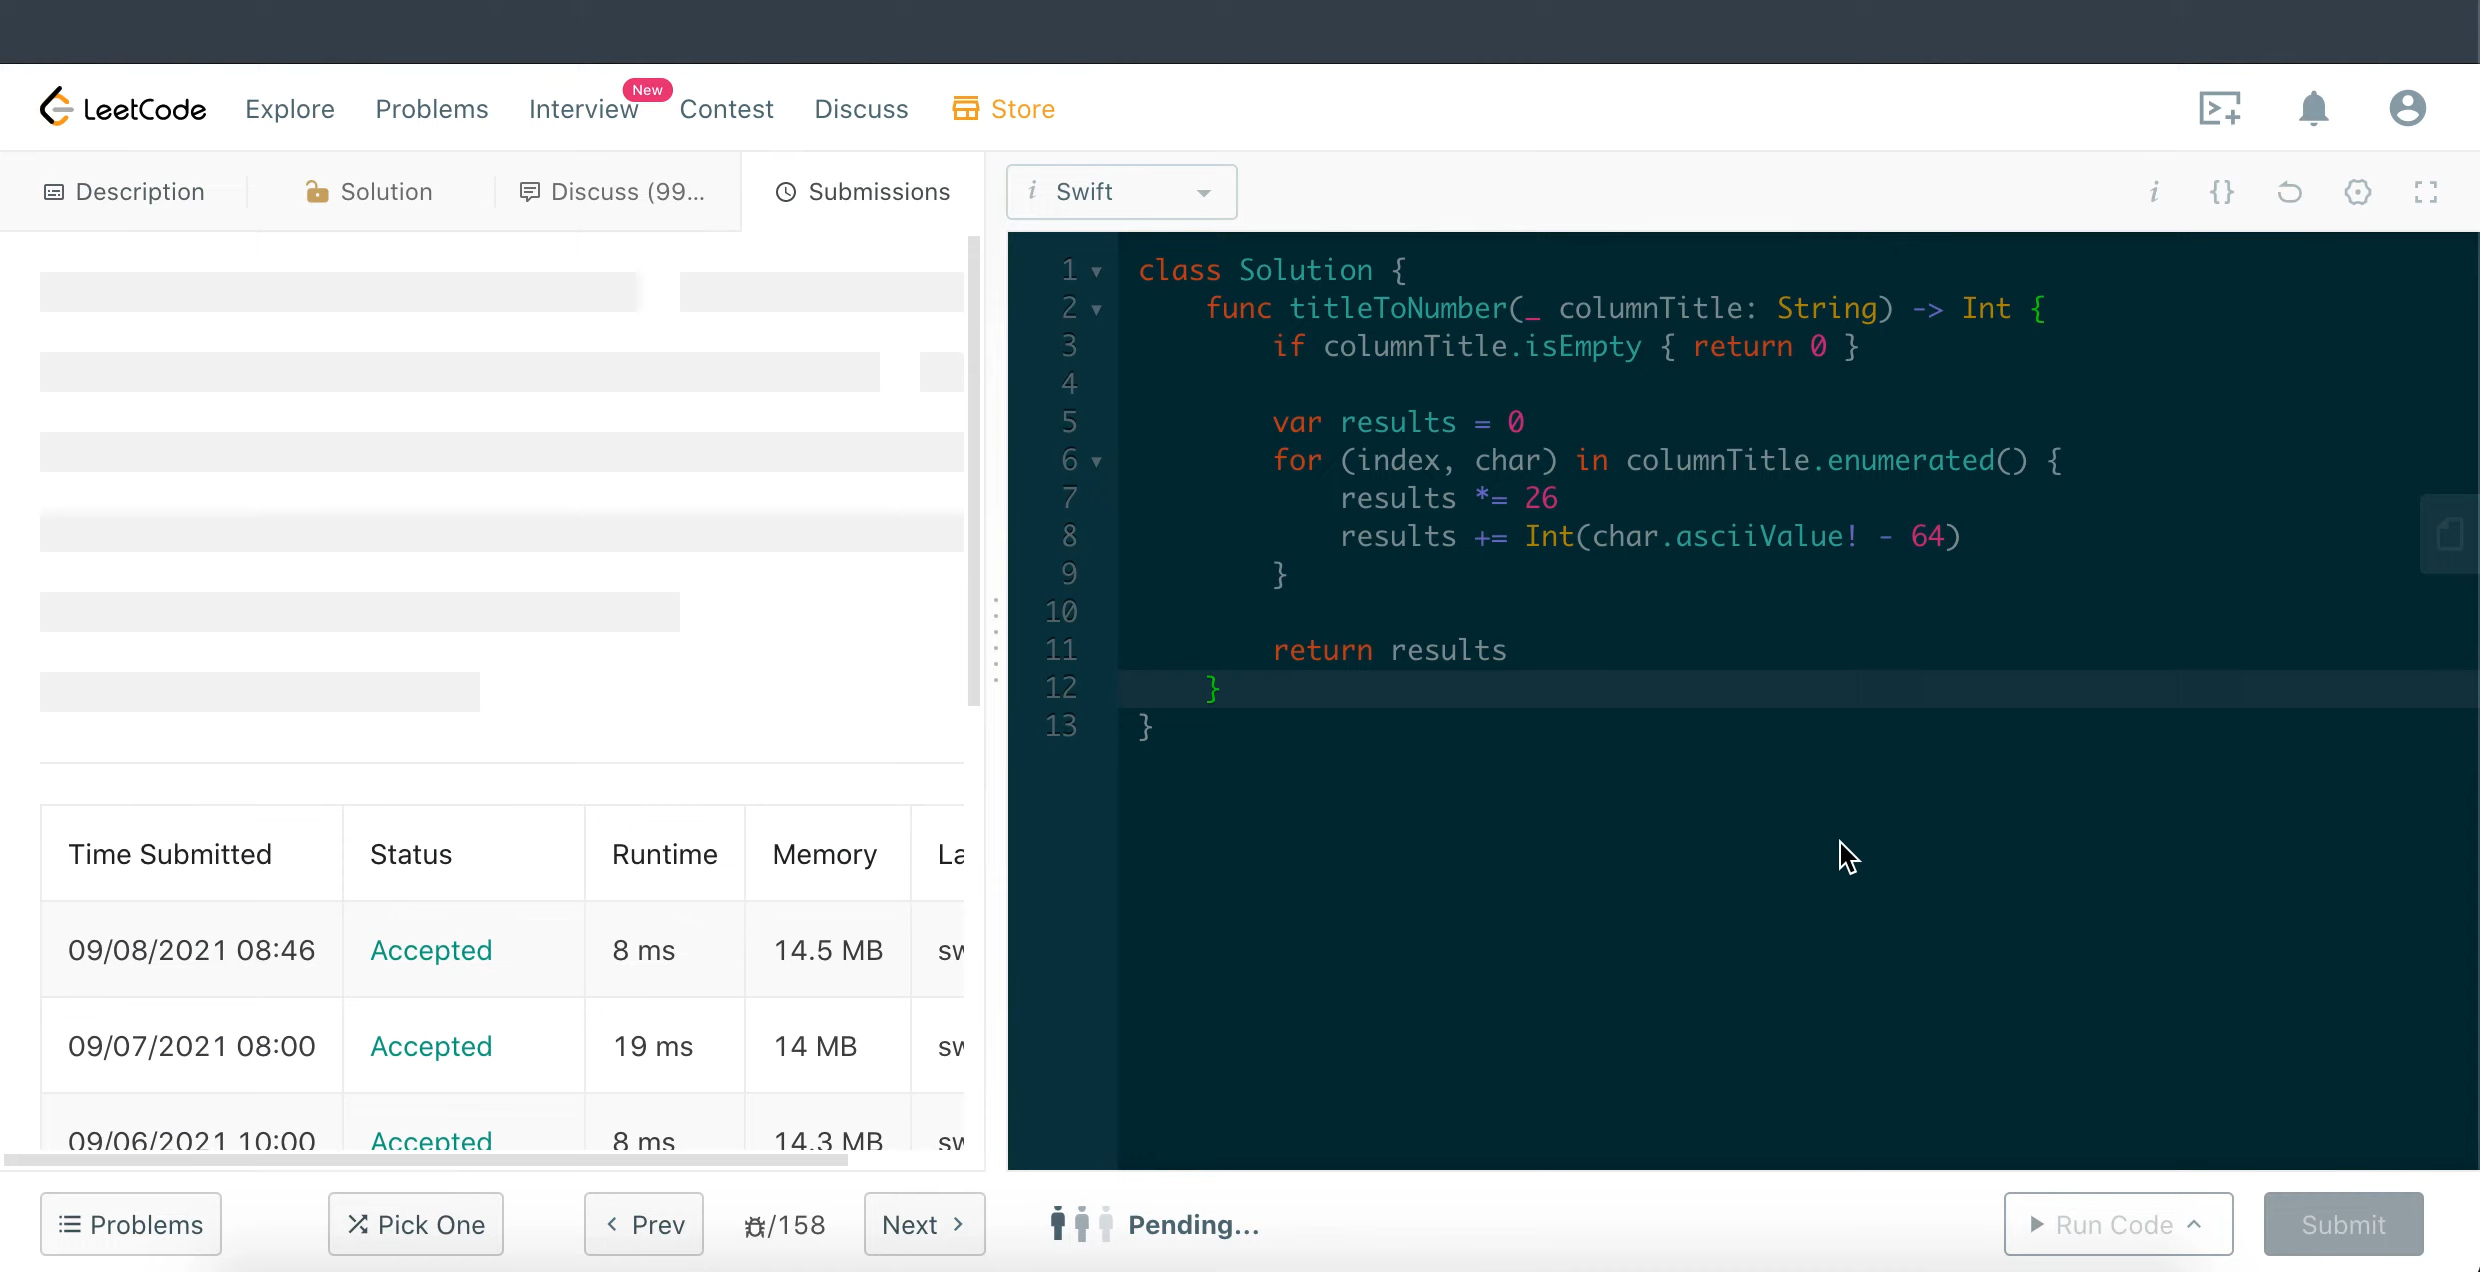 LeetCode Explore Problems Interview New Contest Discuss Store
Description Solution Discuss (99... Submissions
i Swift i {}
1 class Solution {
2 func titleToNumber(_ columnTitle: String) -> Int {
3 if columnTitle.isEmpty { return 0 }
4
5 var results = 0
6 for (index, char) in columnTitle.enumerated() {
7 results *= 26
8 results += Int(char.asciiValue! - 64)
9 }
10
11 return results
12 }
13 }
Time Submitted Status Runtime Memory La
09/08/2021 08:46 Accepted 8 ms 14.5 MB sw
09/07/2021 08:00 Accepted 19 ms 14 MB sw
09/06/2021 10:00 Accepted 8 ms 14.3 MB sw
Problems Pick One < Prev /158 Next > Pending... Run Code Submit